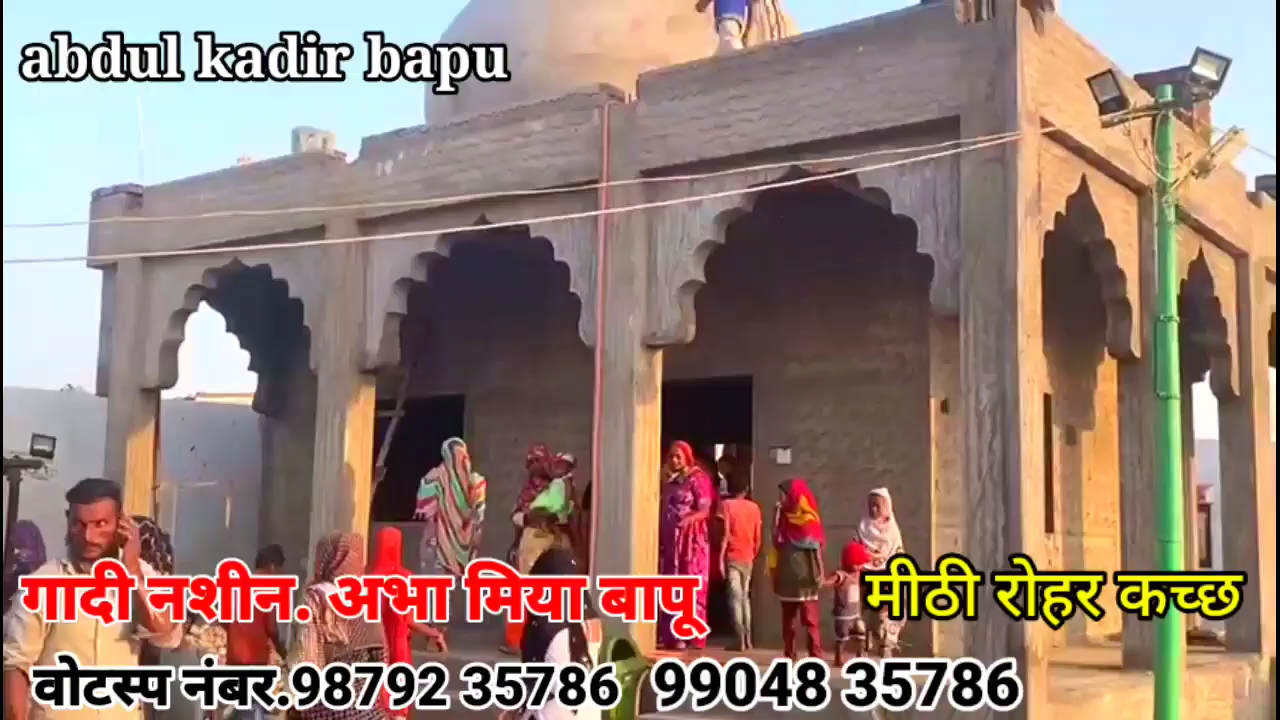 abdul kadir bapu
गादी नशीन. अभा मिया बापू
मीठी रोहर कच्छ
वोटस्प नंबर.98792 35786 99048 35786